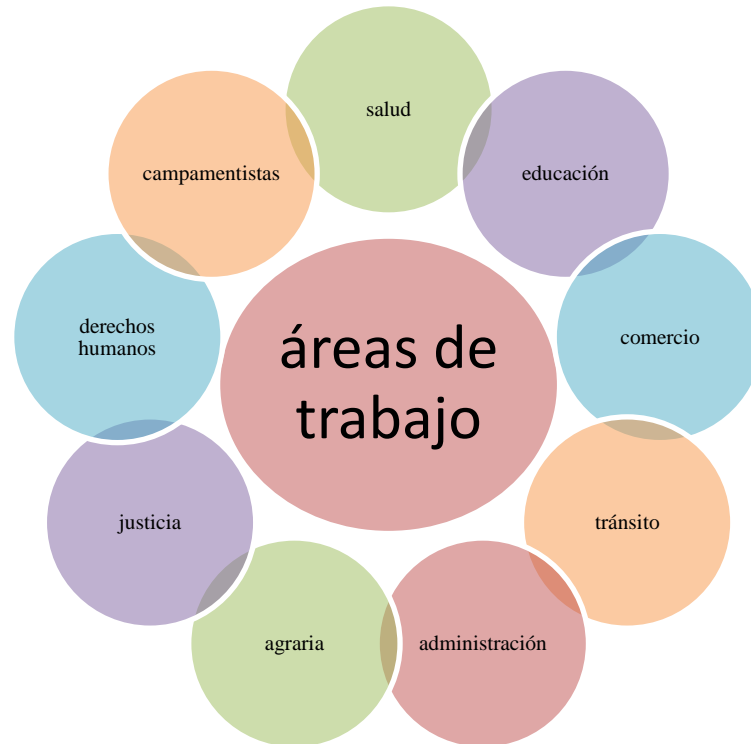 salud
educación
comercio
tránsito
administración
agraria
justicia
derechos
humanos
campamentistas
áreas de
trabajo